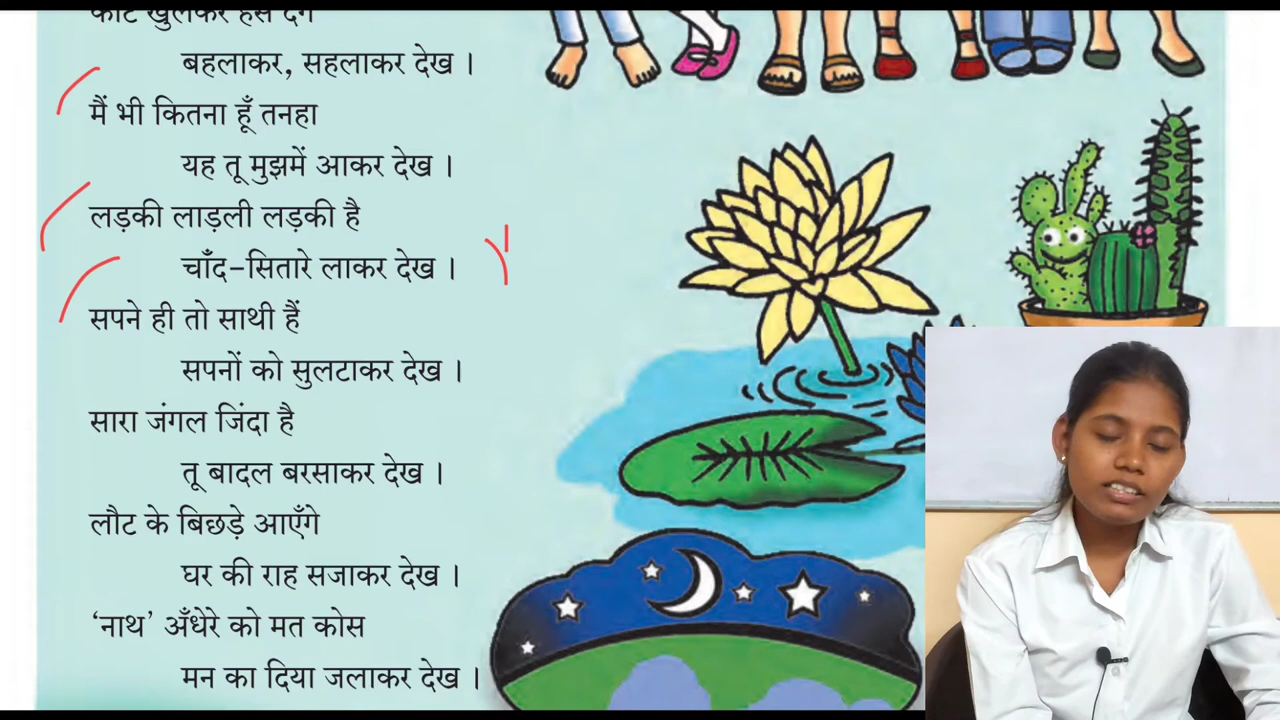 काँटे खुलकर हँस देंगे
बहलाकर, सहलाकर देख ।
मैं भी कितना हूँ तनहा
यह तू मुझमें आकर देख ।
लड़की लाड़ली लड़की है
चाँद-सितारे लाकर देख ।
सपने ही तो साथी हैं
सपनों को सुलटाकर देख ।
सारा जंगल जिंदा है
तू बादल बरसाकर देख ।
लौट के बिछड़े आएँगे
घर की राह सजाकर देख ।
‘नाथ’ अँधेरे को मत कोस
मन का दिया जलाकर देख ।